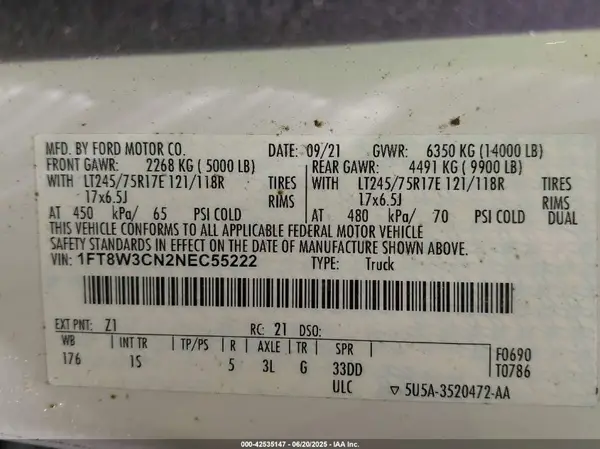 MFD. BY FORD MOTOR CO. DATE: 09/21 GVWR: 6350 KG (14000 LB)
FRONT GAWR: 2268 KG (5000 LB) REAR GAWR: 4491 KG (9900 LB)
WITH LT245/75R17E 121/118R TIRES WITH LT245/75R17E 121/118R TIRES
17x6.5J RIMS 17x6.5J RIMS
AT 450 kPa/ 65 PSI COLD AT 480 kPa/ 70 PSI COLD DUAL
THIS VEHICLE CONFORMS TO ALL APPLICABLE FEDERAL MOTOR VEHICLE
SAFETY STANDARDS IN EFFECT ON THE DATE OF MANUFACTURE SHOWN ABOVE.
VIN: 1FT8W3CN2NEC55222 TYPE: Truck
EXT PNT: Z1 RC: 21 DSO:
WB INT TR TP/PS R AXLE TR SPR F0690
176 1S 5 3L G 33DD T0786
ULC ▽ 5U5A-3520472-AA
000-42535147 - 06/20/2025 - IAA Inc.